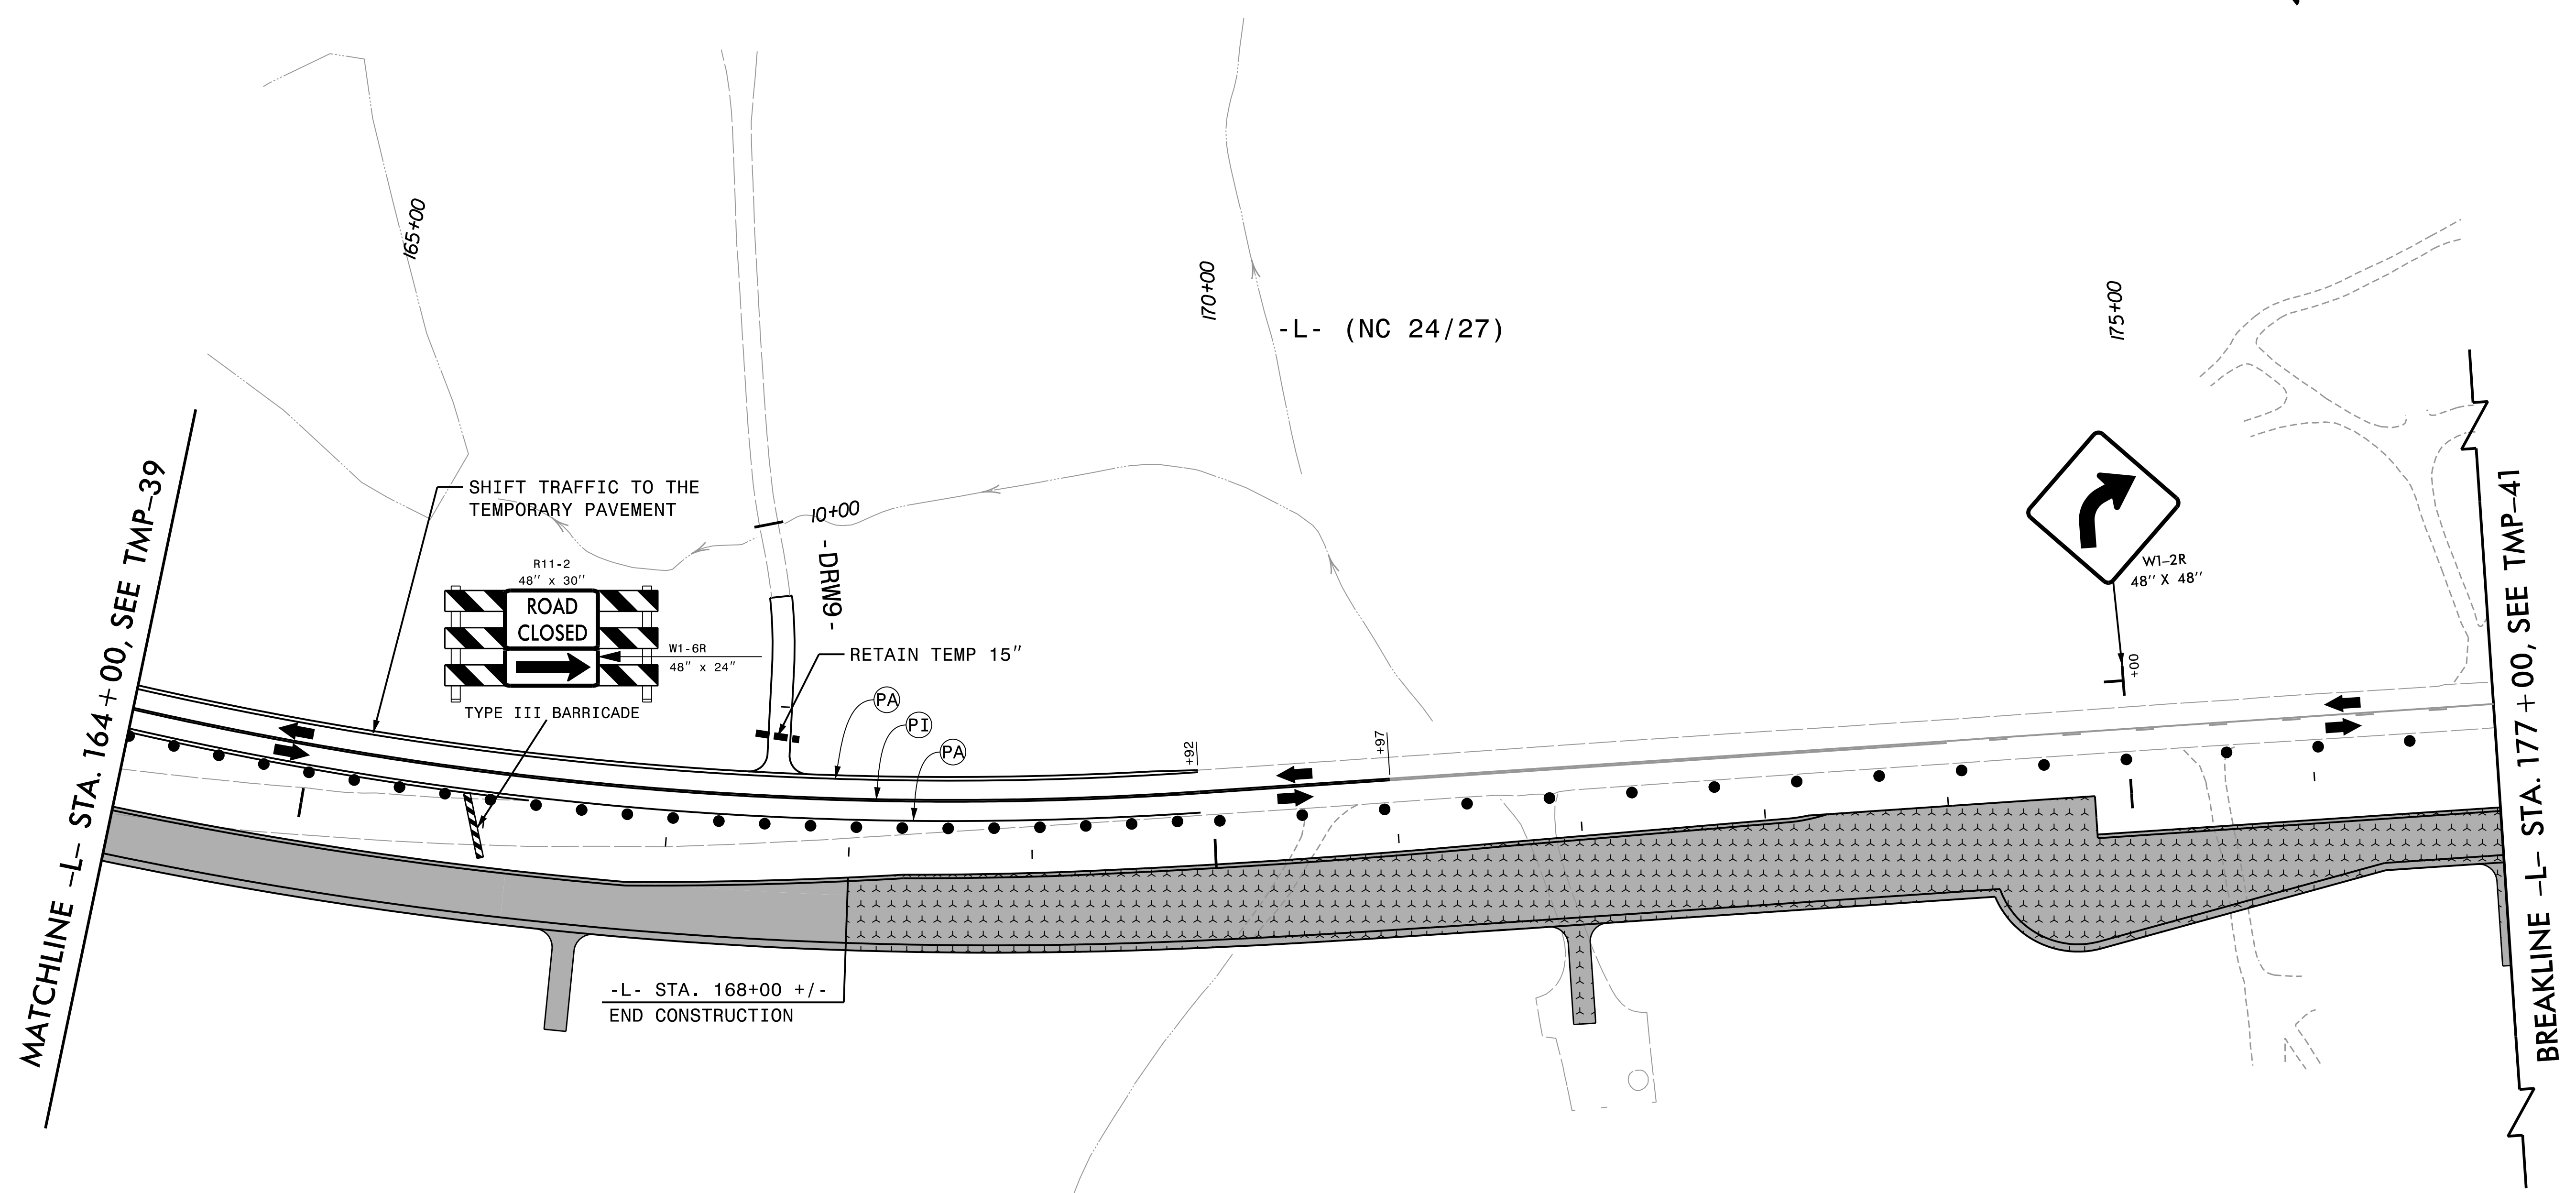 165+00
170+00
-L- (NC 24/27)
175+00
MATCHLINE -L- STA. 164+00, SEE TMP-39
SHIFT TRAFFIC TO THE
TEMPORARY PAVEMENT
10+00
-DRW9-
R11-2
48" x 30"
ROAD
CLOSED
W1-6R
48" x 24"
TYPE III BARRICADE
RETAIN TEMP 15"
PA
PI
PA
+92
+97
W1-2R
48" X 48"
+00
-L- STA. 168+00 +/-
END CONSTRUCTION
BREAKLINE -L- STA. 177+00, SEE TMP-41